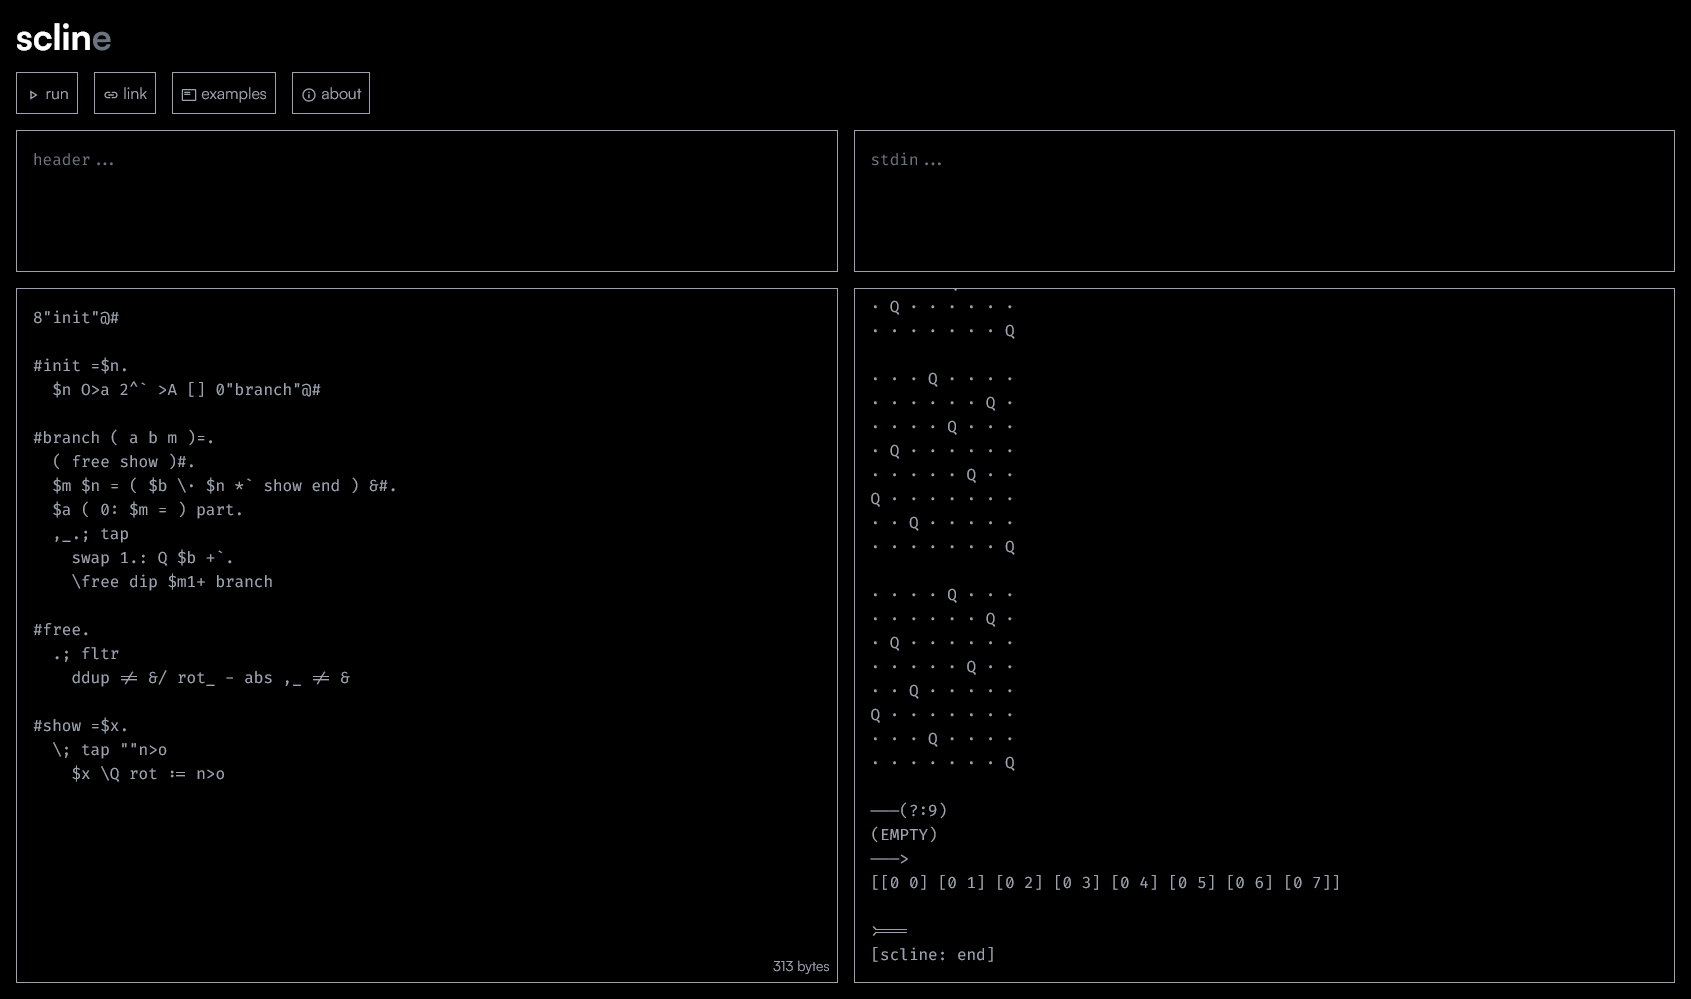 scline
run
link
examples
about
header...
stdin...
8"init"@#
#init =$n.
  $n O>a 2^` >A [] 0"branch"@#
#branch ( a b m )=.
  ( free show )#.
  $m $n = ( $b \· $n *` show end ) &#.
  $a ( 0: $m = ) part.
  ,_.; tap
    swap 1.: Q $b +`.
    \free dip $m1+ branch
#free.
  .; fltr
    ddup != &/ rot_ - abs ,_ != &
#show =$x.
  \; tap ""n>o
    $x \Q rot := n>o
313 bytes
· Q · · · · · ·
· · · · · · · Q
· · · Q · · · ·
· · · · · · Q ·
· · · · Q · · ·
· Q · · · · · ·
· · · · · Q · ·
Q · · · · · · ·
· · Q · · · · ·
· · · · · · · Q
· · · · Q · · ·
· · · · · · Q ·
· Q · · · · · ·
· · · · · Q · ·
· · Q · · · · ·
Q · · · · · · ·
· · · Q · · · ·
· · · · · · · Q
———(?:9)
(EMPTY)
———>
[[0 0] [0 1] [0 2] [0 3] [0 4] [0 5] [0 6] [0 7]]
>===
[scline: end]